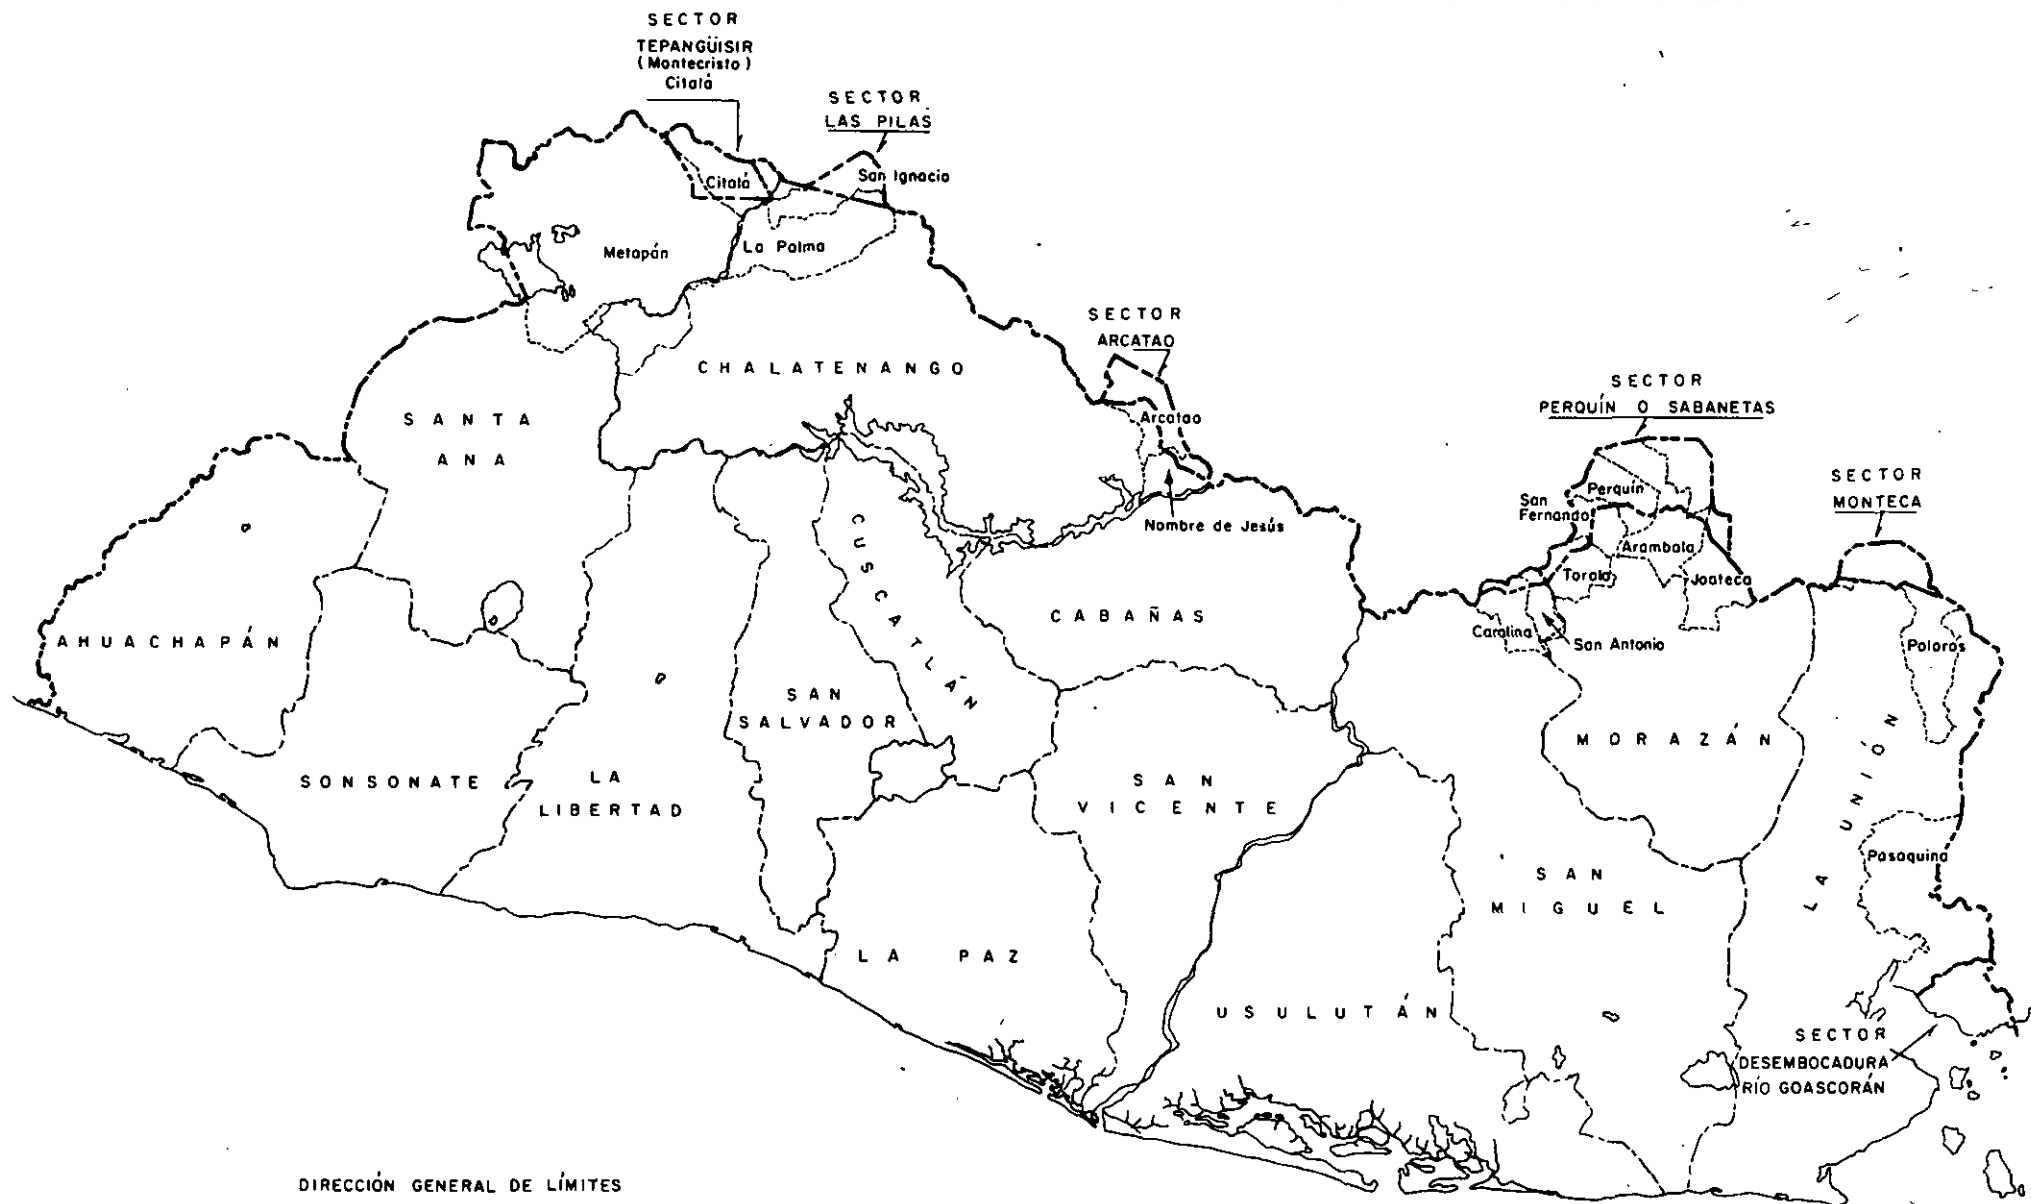 SECTOR
TEPANGÜISIR
(Montecristo)
Citalá
SECTOR
LAS PILAS
Citalá
San Ignacio
Metapán
La Palma
SECTOR
ARCATAO
CHALATENANGO
SECTOR
PERQUÍN O SABANETAS
SANTA
ANA
Arcatao
SECTOR
MONTECA
Perquín
San
Fernando
Nombre de Jesús
CUSCATLÁN
Arambala
Torola
Joateca
CABAÑAS
AHUACHAPÁN
Carolina
San Antonio
Polorós
SAN
SALVADOR
MORAZÁN
SONSONATE
LA
LIBERTAD
SAN
VICENTE
LA UNIÓN
Pasaquina
SAN
MIGUEL
LA PAZ
USULUTÁN
SECTOR
DESEMBOCADURA
RÍO GOASCORÁN
DIRECCIÓN GENERAL DE LÍMITES